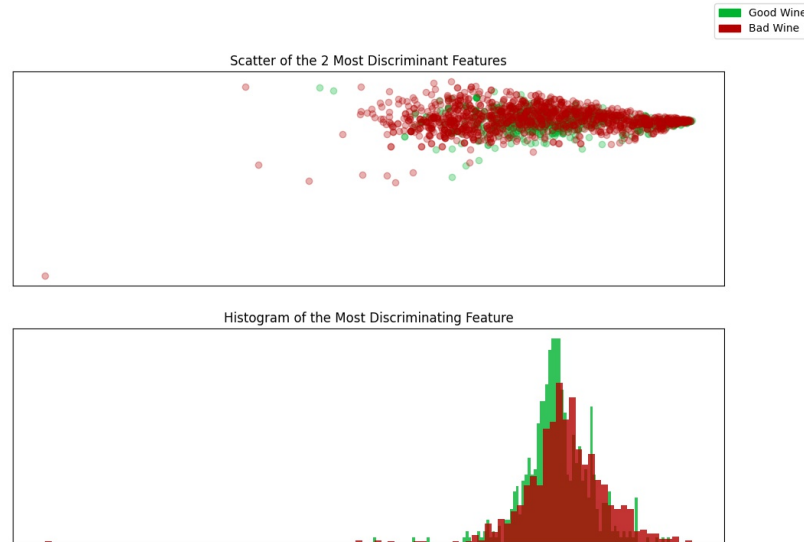 Good Wine
Bad Wine
Scatter of the 2 Most Discriminant Features
Histogram of the Most Discriminating Feature